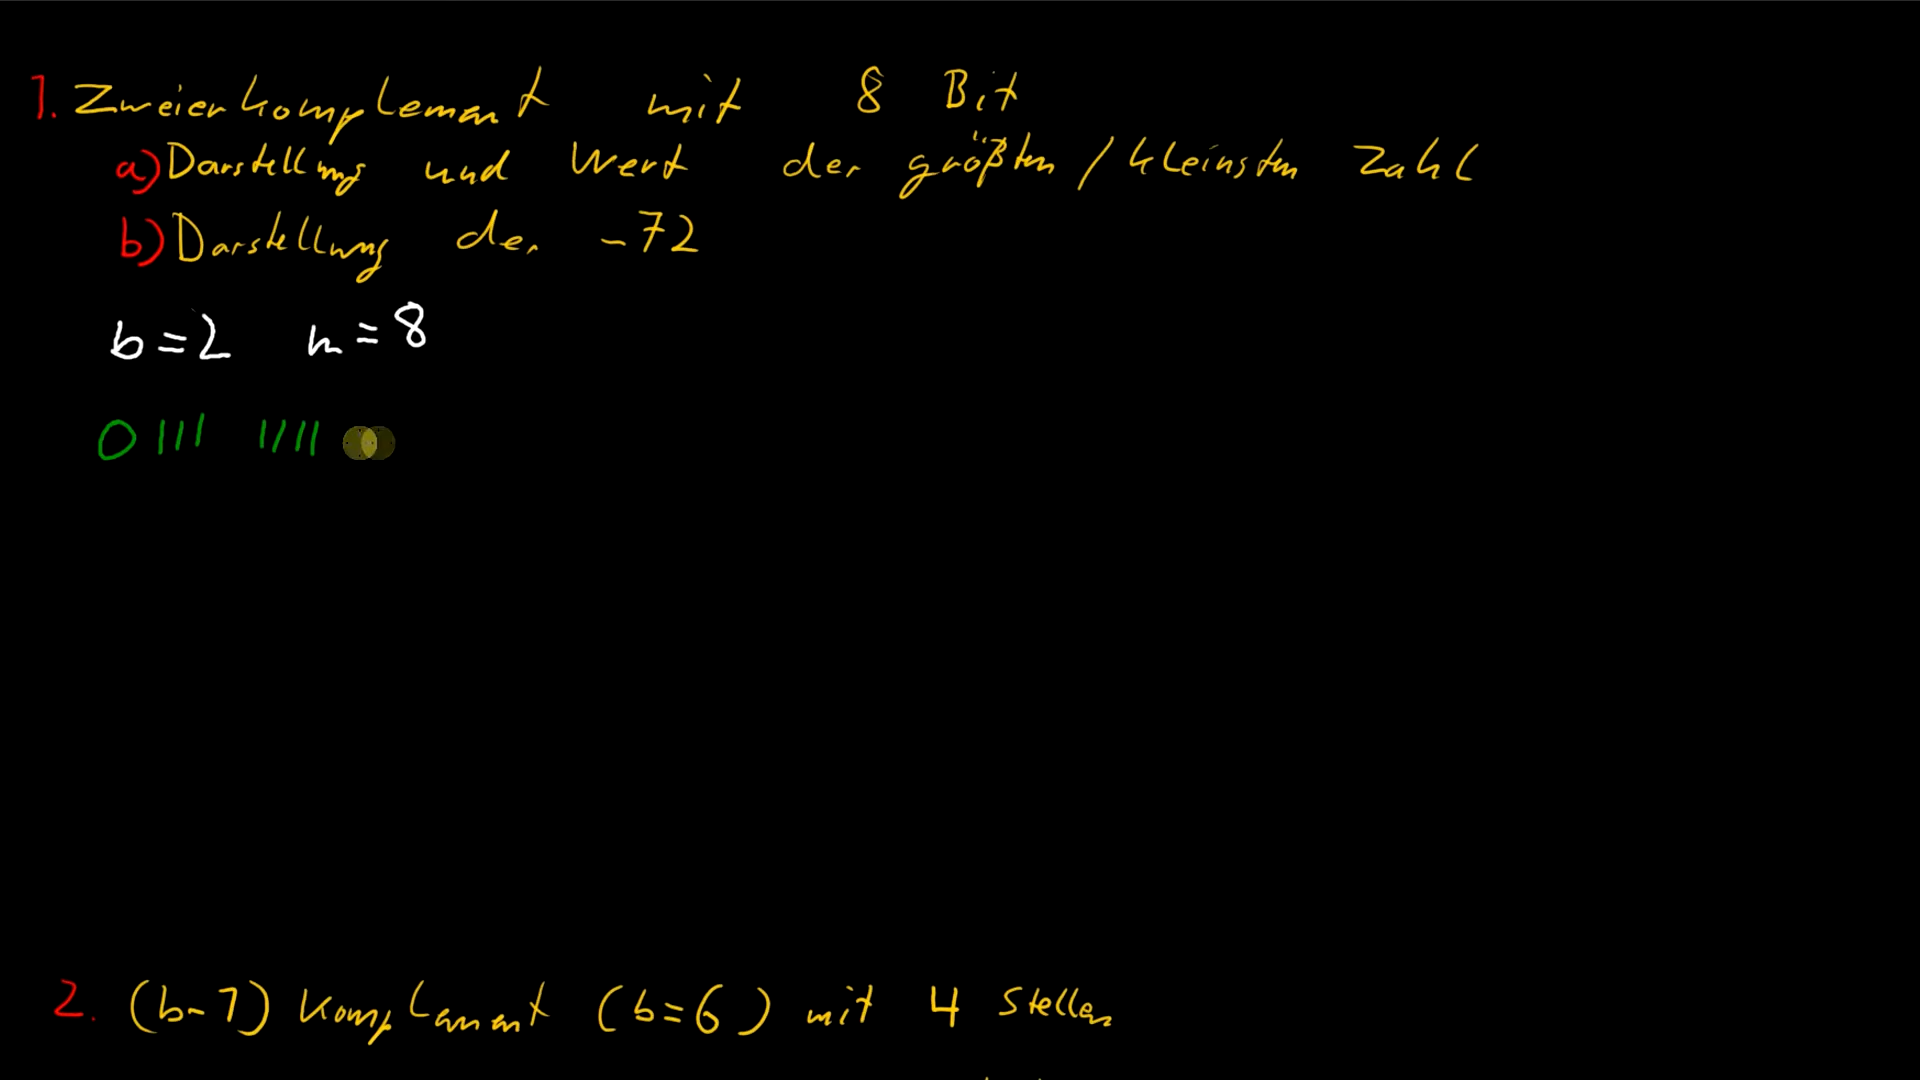 1. Zweierkomplement mit 8 Bit
a) Darstellung und Wert der größten / kleinsten Zahl
b) Darstellung der -72
b=2 n=8
0111 1111
2. (b-1) Komplement (b=6) mit 4 Stellen